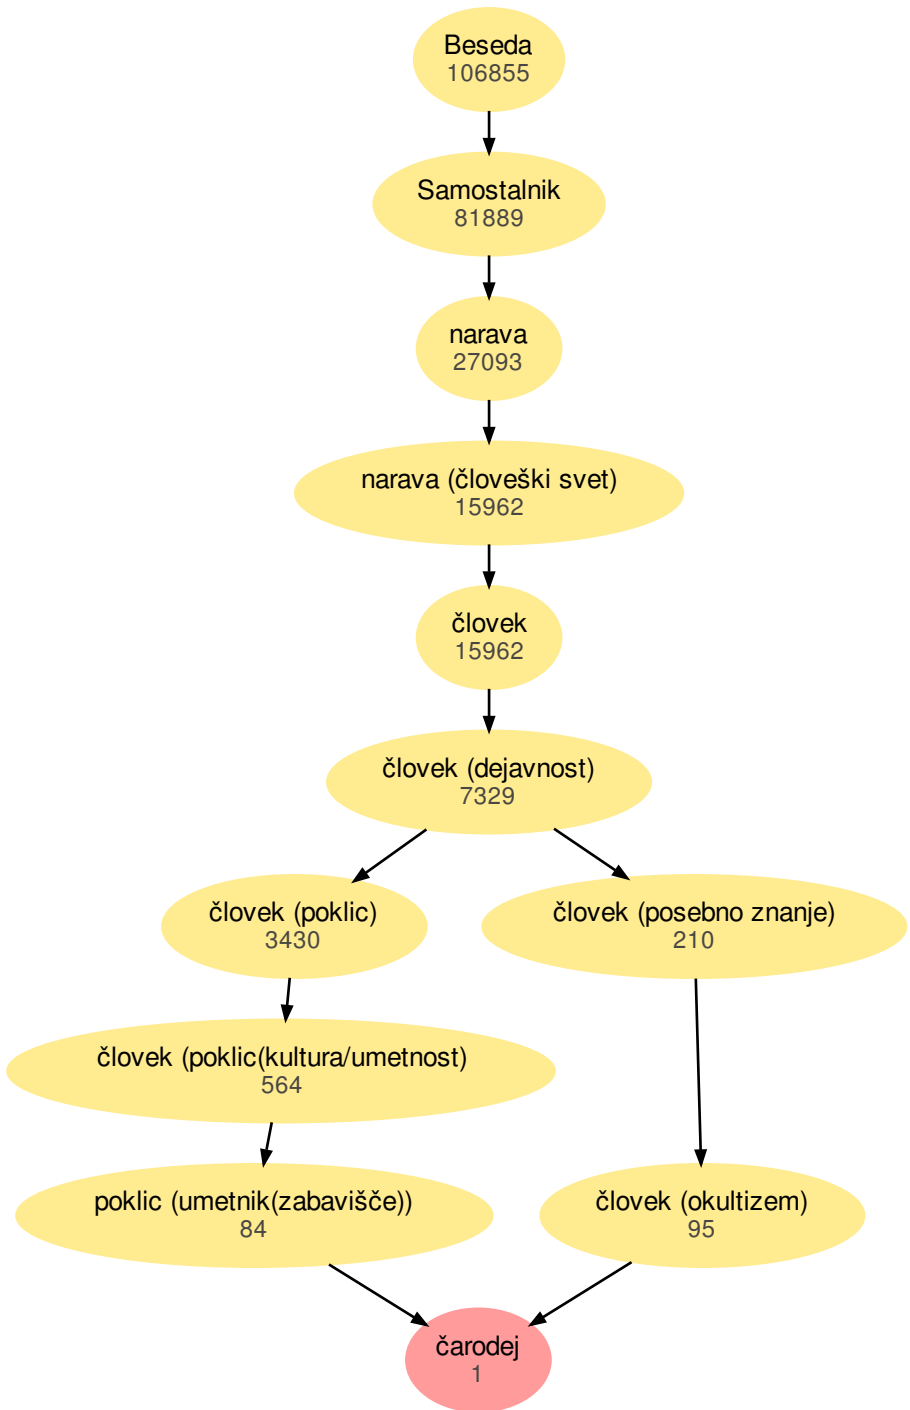 Beseda
106855
Samostalnik
81889
narava
27093
narava (človeški svet)
15962
človek
15962
človek (dejavnost)
7329
človek (poklic)
3430
človek (posebno znanje)
210
človek (poklic(kultura/umetnost)
564
poklic (umetnik(zabavišče))
84
človek (okultizem)
95
čarodej
1